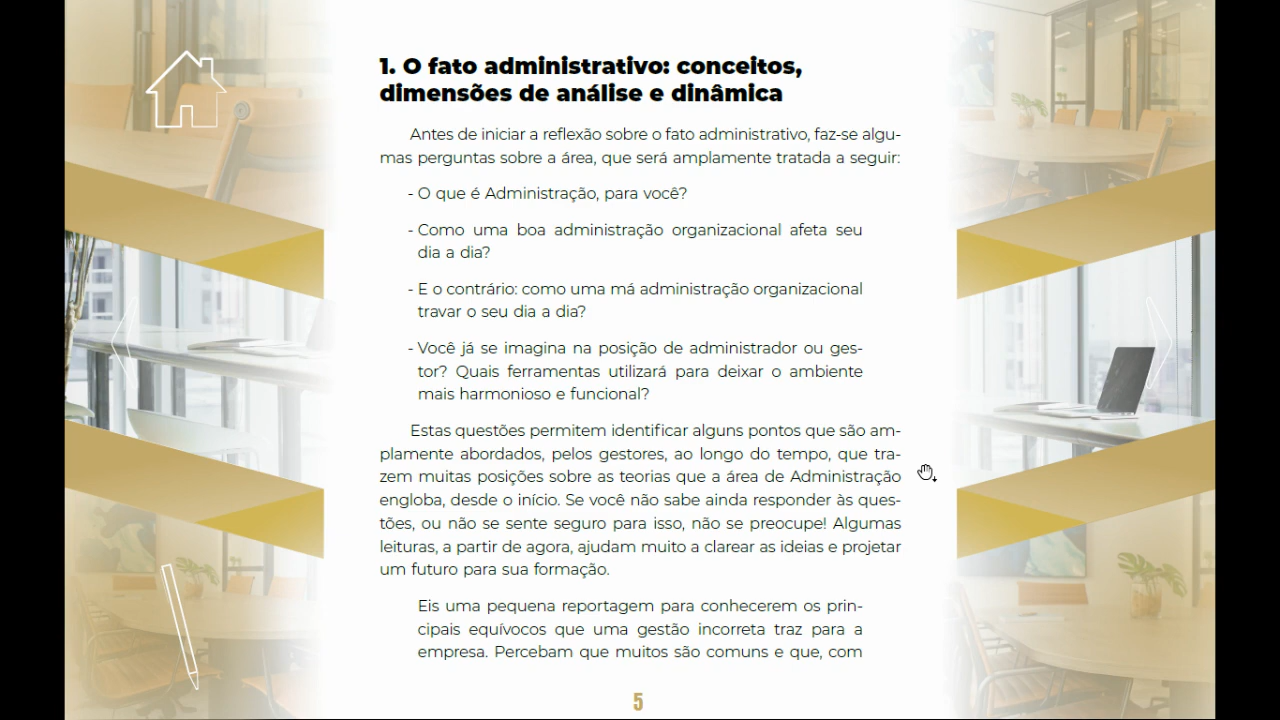 1. O fato administrativo: conceitos,
dimensões de análise e dinâmica
Antes de iniciar a reflexão sobre o fato administrativo, faz-se algu-
mas perguntas sobre a área, que será amplamente tratada a seguir:
- O que é Administração, para você?
- Como uma boa administração organizacional afeta seu
dia a dia?
- E o contrário: como uma má administração organizacional
travar o seu dia a dia?
- Você já se imagina na posição de administrador ou ges-
tor? Quais ferramentas utilizará para deixar o ambiente
mais harmonioso e funcional?
Estas questões permitem identificar alguns pontos que são am-
plamente abordados, pelos gestores, ao longo do tempo, que tra-
zem muitas posições sobre as teorias que a área de Administração
engloba, desde o início. Se você não sabe ainda responder às ques-
tões, ou não se sente seguro para isso, não se preocupe! Algumas
leituras, a partir de agora, ajudam muito a clarear as ideias e projetar
um futuro para sua formação.
Eis uma pequena reportagem para conhecerem os prin-
cipais equívocos que uma gestão incorreta traz para a
empresa. Percebam que muitos são comuns e que, com
5